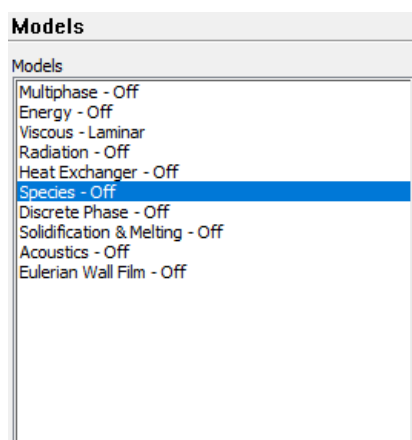 Models
Models
Multiphase - Off
Energy - Off
Viscous - Laminar
Radiation - Off
Heat Exchanger - Off
Species - Off
Discrete Phase - Off
Solidification & Melting - Off
Acoustics - Off
Eulerian Wall Film - Off